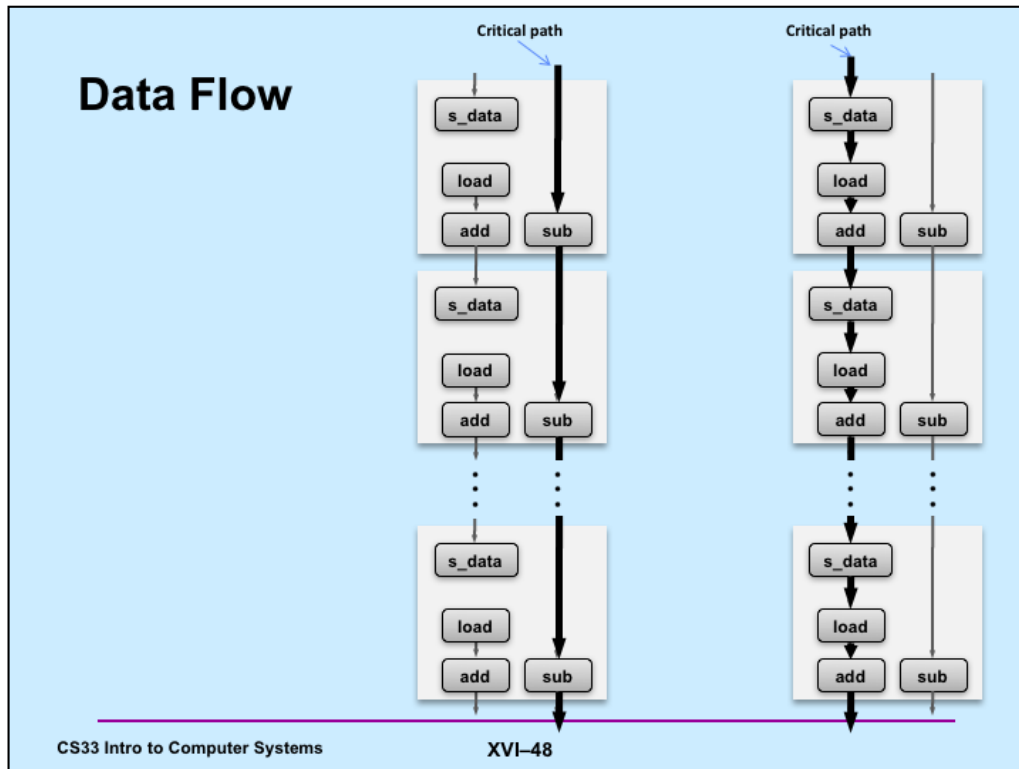 Critical path
Critical path
Data Flow
s_data
s_data
load
load
add
sub
add
sub
s_data
s_data
load
load
add
sub
add
sub
s_data
s_data
load
load
add
sub
add
sub
CS33 Intro to Computer Systems
XVI–48